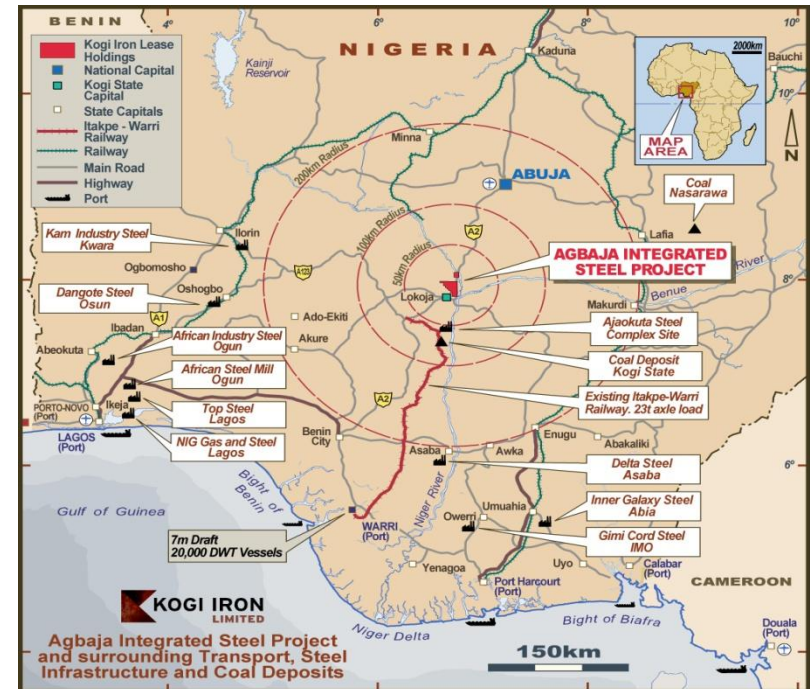 BENIN
4°
6°
8°
Kogi Iron Lease
Holdings
National Capital
Kogi State
Capital
State Capitals
Itakpe - Warri
Railway
Railway
Main Road
Highway
Port
Kainji
Reservoir
NIGERIA
Kaduna
Bauchi
10°
2000km
MAP
AREA
N
Minna
200km Radius
100km Radius
50km Radius
ABUJA
A2
Coal
Nasarawa
Kam Industry Steel
Kwara
Ilorin
Lafia
Ogbomosho
A123
AGBAJA INTEGRATED
STEEL PROJECT
8°
Dangote Steel
Osun
Oshogbo
Lokoja
Makurdi
Benue River
A1
Ibadan
Ado-Ekiti
Akure
Ajaokuta Steel
Complex Site
Abeokuta
African Industry Steel
Ogun
Coal Deposit
Kogi State
African Steel Mill
Ogun
A2
Existing Itakpe-Warri
Railway. 23t axle load
PORTO-NOVO
(Port)
Ikeja
Top Steel
Lagos
Benin
City
Enugu
LAGOS
(Port)
NIG Gas and Steel
Lagos
Asaba
Awka
Abakaliki
6°
Delta Steel
Asaba
Bight of
Benin
Niger River
Gulf of Guinea
Umuahia
Inner Galaxy Steel
Abia
Owerri
WARRI
(Port)
7m Draft
20,000 DWT Vessels
Gimi Cord Steel
IMO
Yenagoa
Uyo
Calabar
(Port)
CAMEROON
Port Harcourt
(Port)
KOGI IRON
LIMITED
Niger Delta
Bight of Biafra
Douala
(Port)
Agbaja Integrated Steel Project
and surrounding Transport, Steel
Infrastructure and Coal Deposits
150km